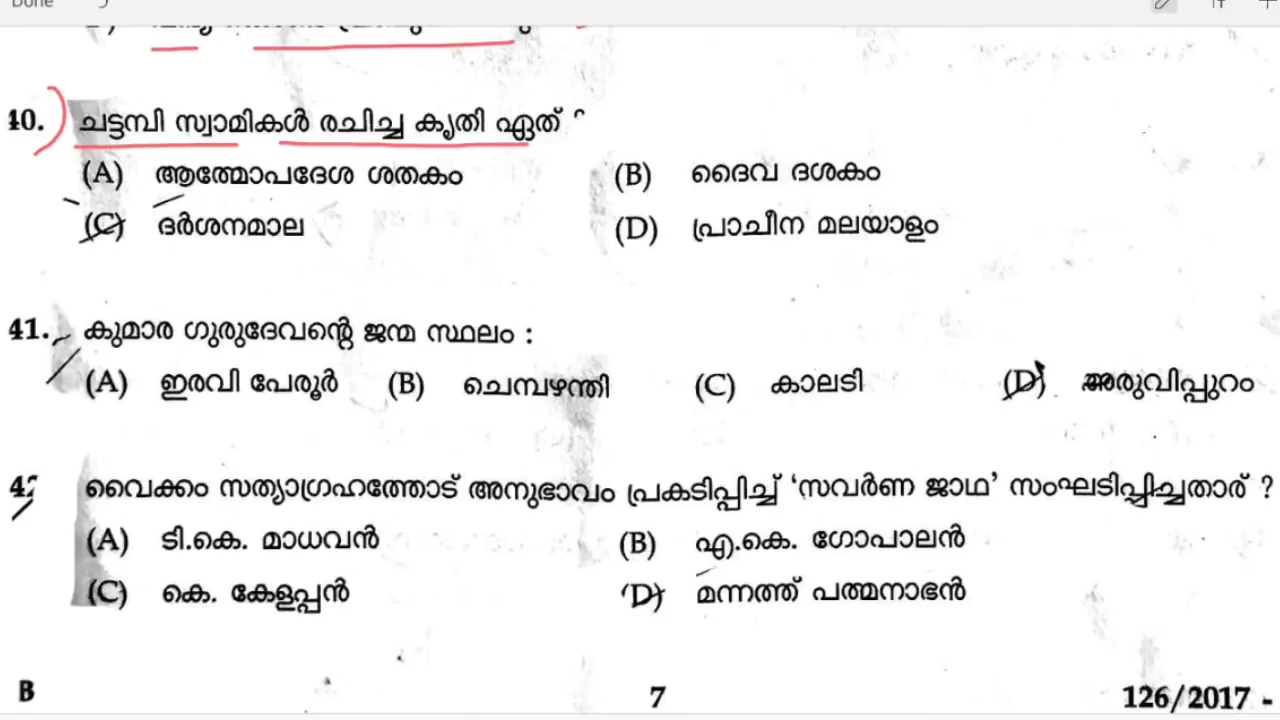 Done
40. ചട്ടമ്പി സ്വാമികൾ രചിച്ച കൃതി ഏത് ?
(A) ആത്മോപദേശ ശതകം (B) ദൈവ ദശകം
(C) ദർശനമാല (D) പ്രാചീന മലയാളം
41. കുമാര ഗുരുദേവന്റെ ജന്മ സ്ഥലം :
(A) ഇരവി പേരൂർ (B) ചെമ്പഴന്തി (C) കാലടി (D) അരുവിപ്പുറം
വൈക്കം സത്യാഗ്രഹത്തോട് അനുഭാവം പ്രകടിപ്പിച്ച് ‘സവർണ ജാഥ’ സംഘടിപ്പിച്ചതാര് ?
(A) ടി.കെ. മാധവൻ (B) എ.കെ. ഗോപാലൻ
(C) കെ. കേളപ്പൻ (D) മന്നത്ത് പത്മനാഭൻ
B 7 126/2017 -